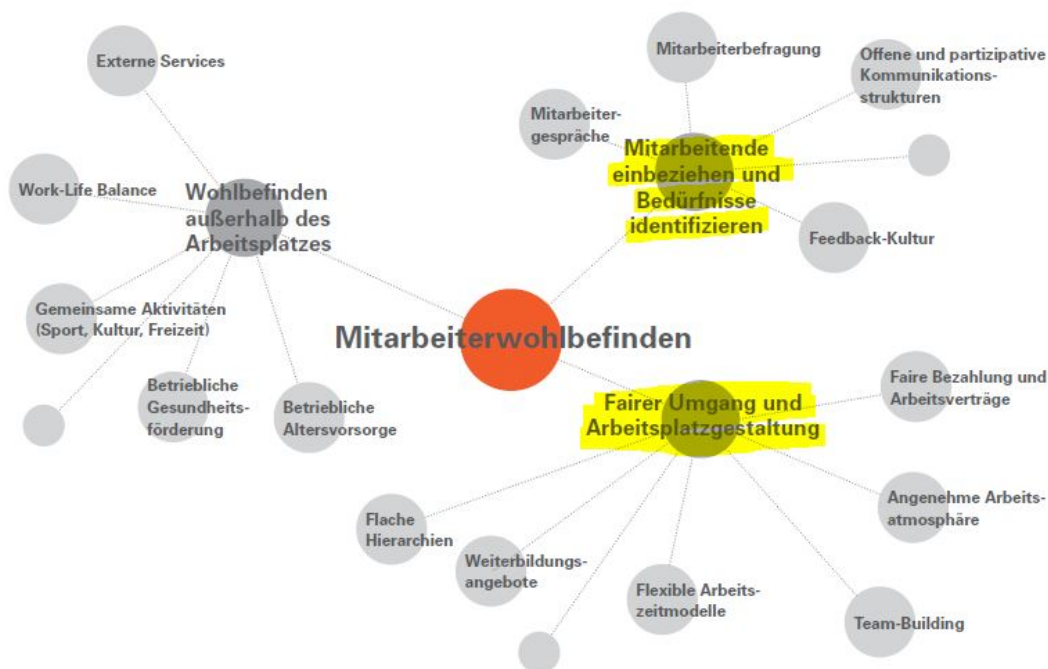 Externe Services
Work-Life Balance
Wohlbefinden
außerhalb des
Arbeitsplatzes
Gemeinsame Aktivitäten
(Sport, Kultur, Freizeit)
Betriebliche
Gesundheits-
förderung
Betriebliche
Altersvorsorge
Mitarbeiterwohlbefinden
Mitarbeiterbefragung
Offene und partizipative
Kommunikations-
strukturen
Mitarbeiter-
gespräche
Mitarbeitende
einbeziehen und
Bedürfnisse
identifizieren
Feedback-Kultur
Fairer Umgang und
Arbeitsplatzgestaltung
Faire Bezahlung und
Arbeitsverträge
Angenehme Arbeits-
atmosphäre
Flache
Hierarchien
Weiterbildungs-
angebote
Flexible Arbeits-
zeitmodelle
Team-Building